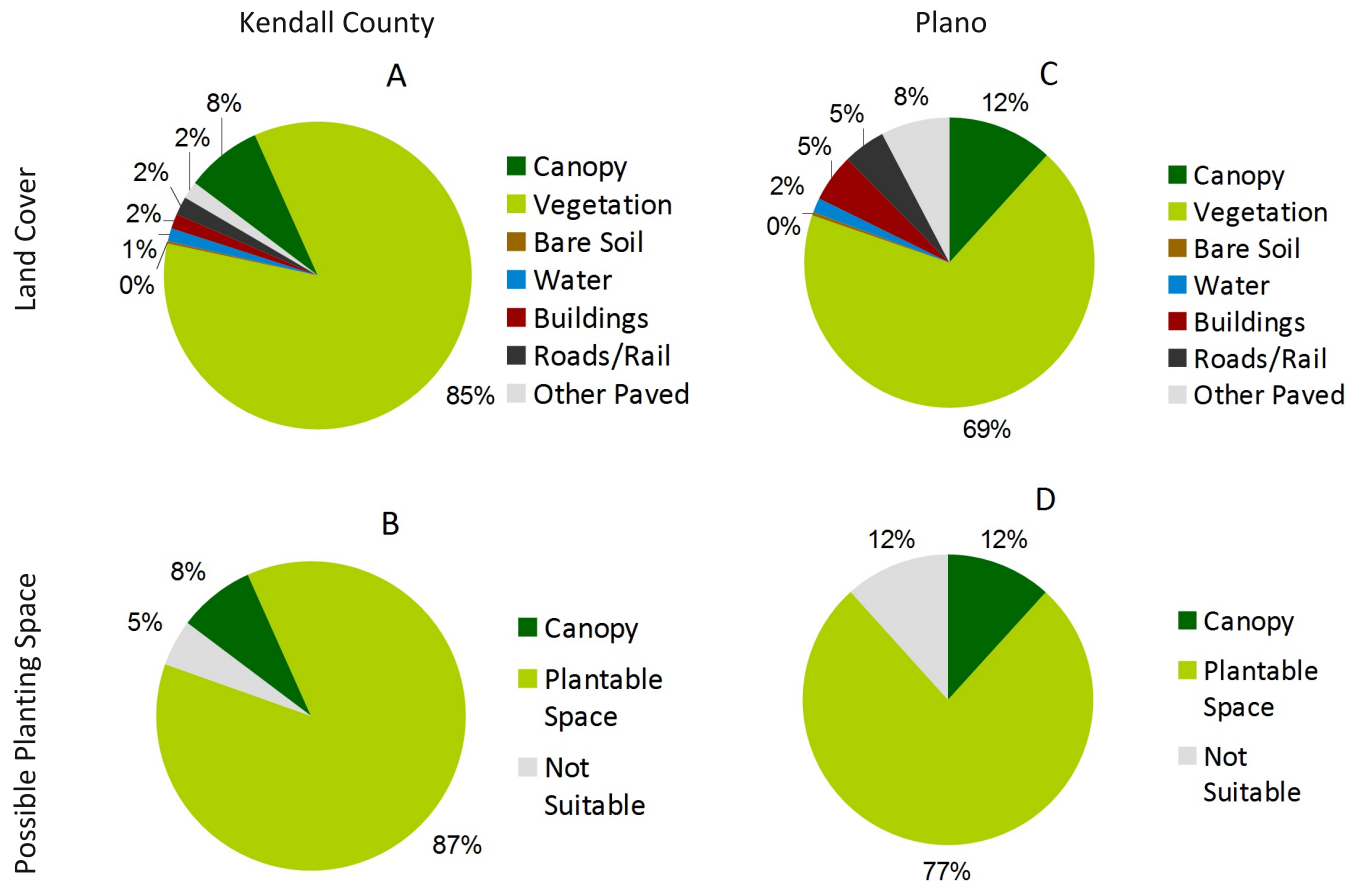 Kendall County
Plano
Land Cover
A
8%
2%
2%
2%
1%
0%
85%
Canopy
Vegetation
Bare Soil
Water
Buildings
Roads/Rail
Other Paved
C
12%
8%
5%
5%
2%
0%
69%
Canopy
Vegetation
Bare Soil
Water
Buildings
Roads/Rail
Other Paved
Possible Planting Space
B
8%
5%
87%
Canopy
Plantable
Space
Not
Suitable
D
12%
12%
77%
Canopy
Plantable
Space
Not
Suitable